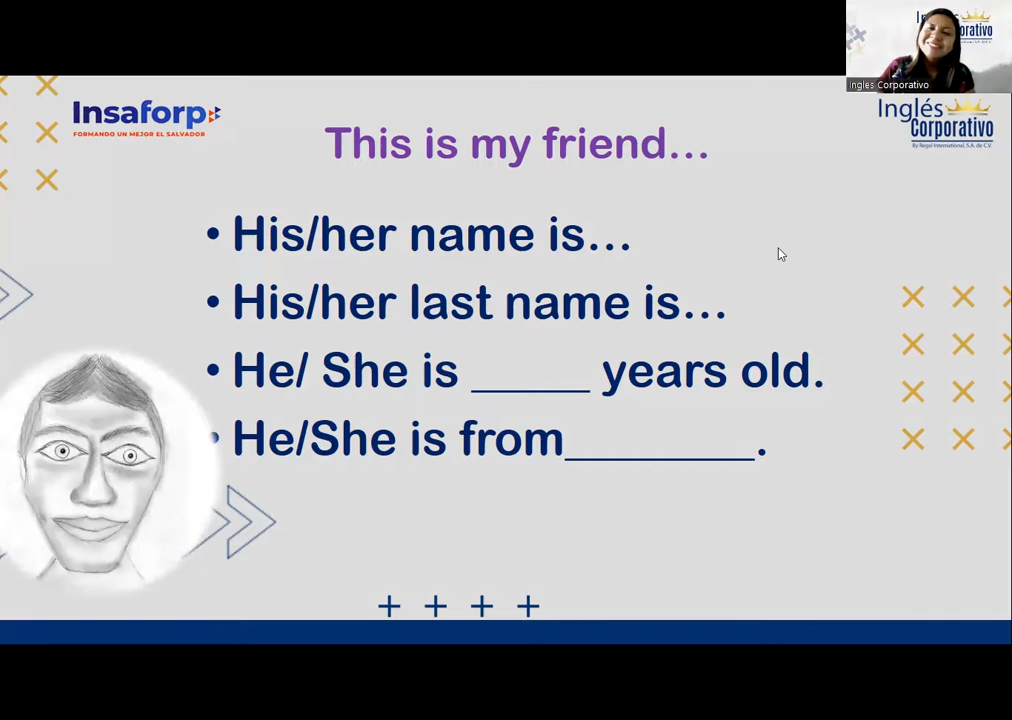 Inglés Corporativo
Insaforp
FORMANDO UN MEJOR EL SALVADOR
Inglés
Corporativo
By Regal International, S.A. de C.V.
This is my friend...
• His/her name is...
• His/her last name is...
• He/ She is _____ years old.
• He/She is from________.